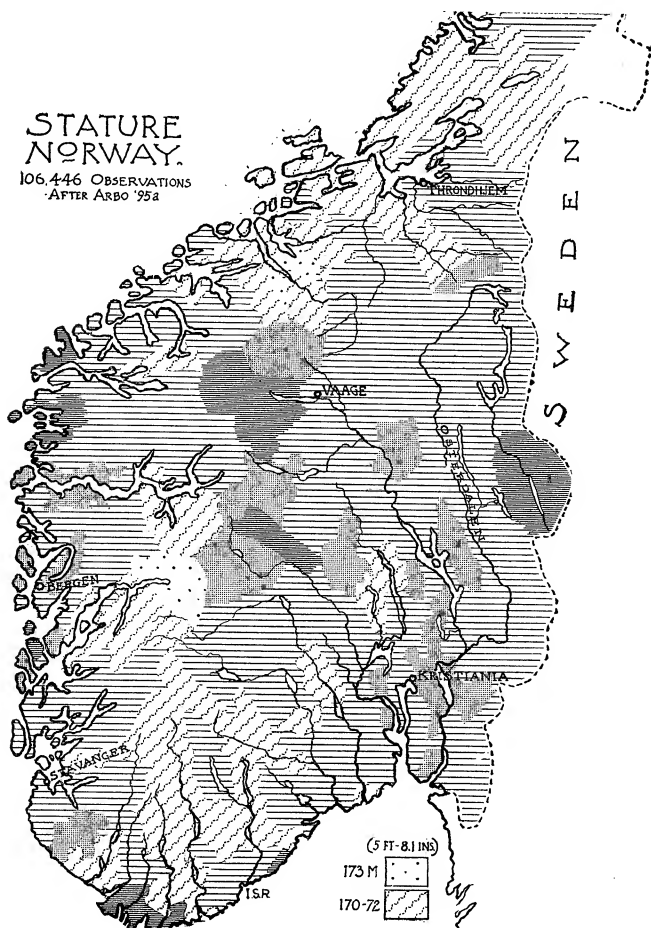 STATURE
NORWAY.
106,446 OBSERVATIONS
AFTER ARBO '95a
THRONDHJEM
SWEDEN
VAAGE
ÖSTERDALEN
BERGEN
KRISTIANIA
STAVANGER
(5 FT-8.1 INS)
173 M
170-72
I.S.R